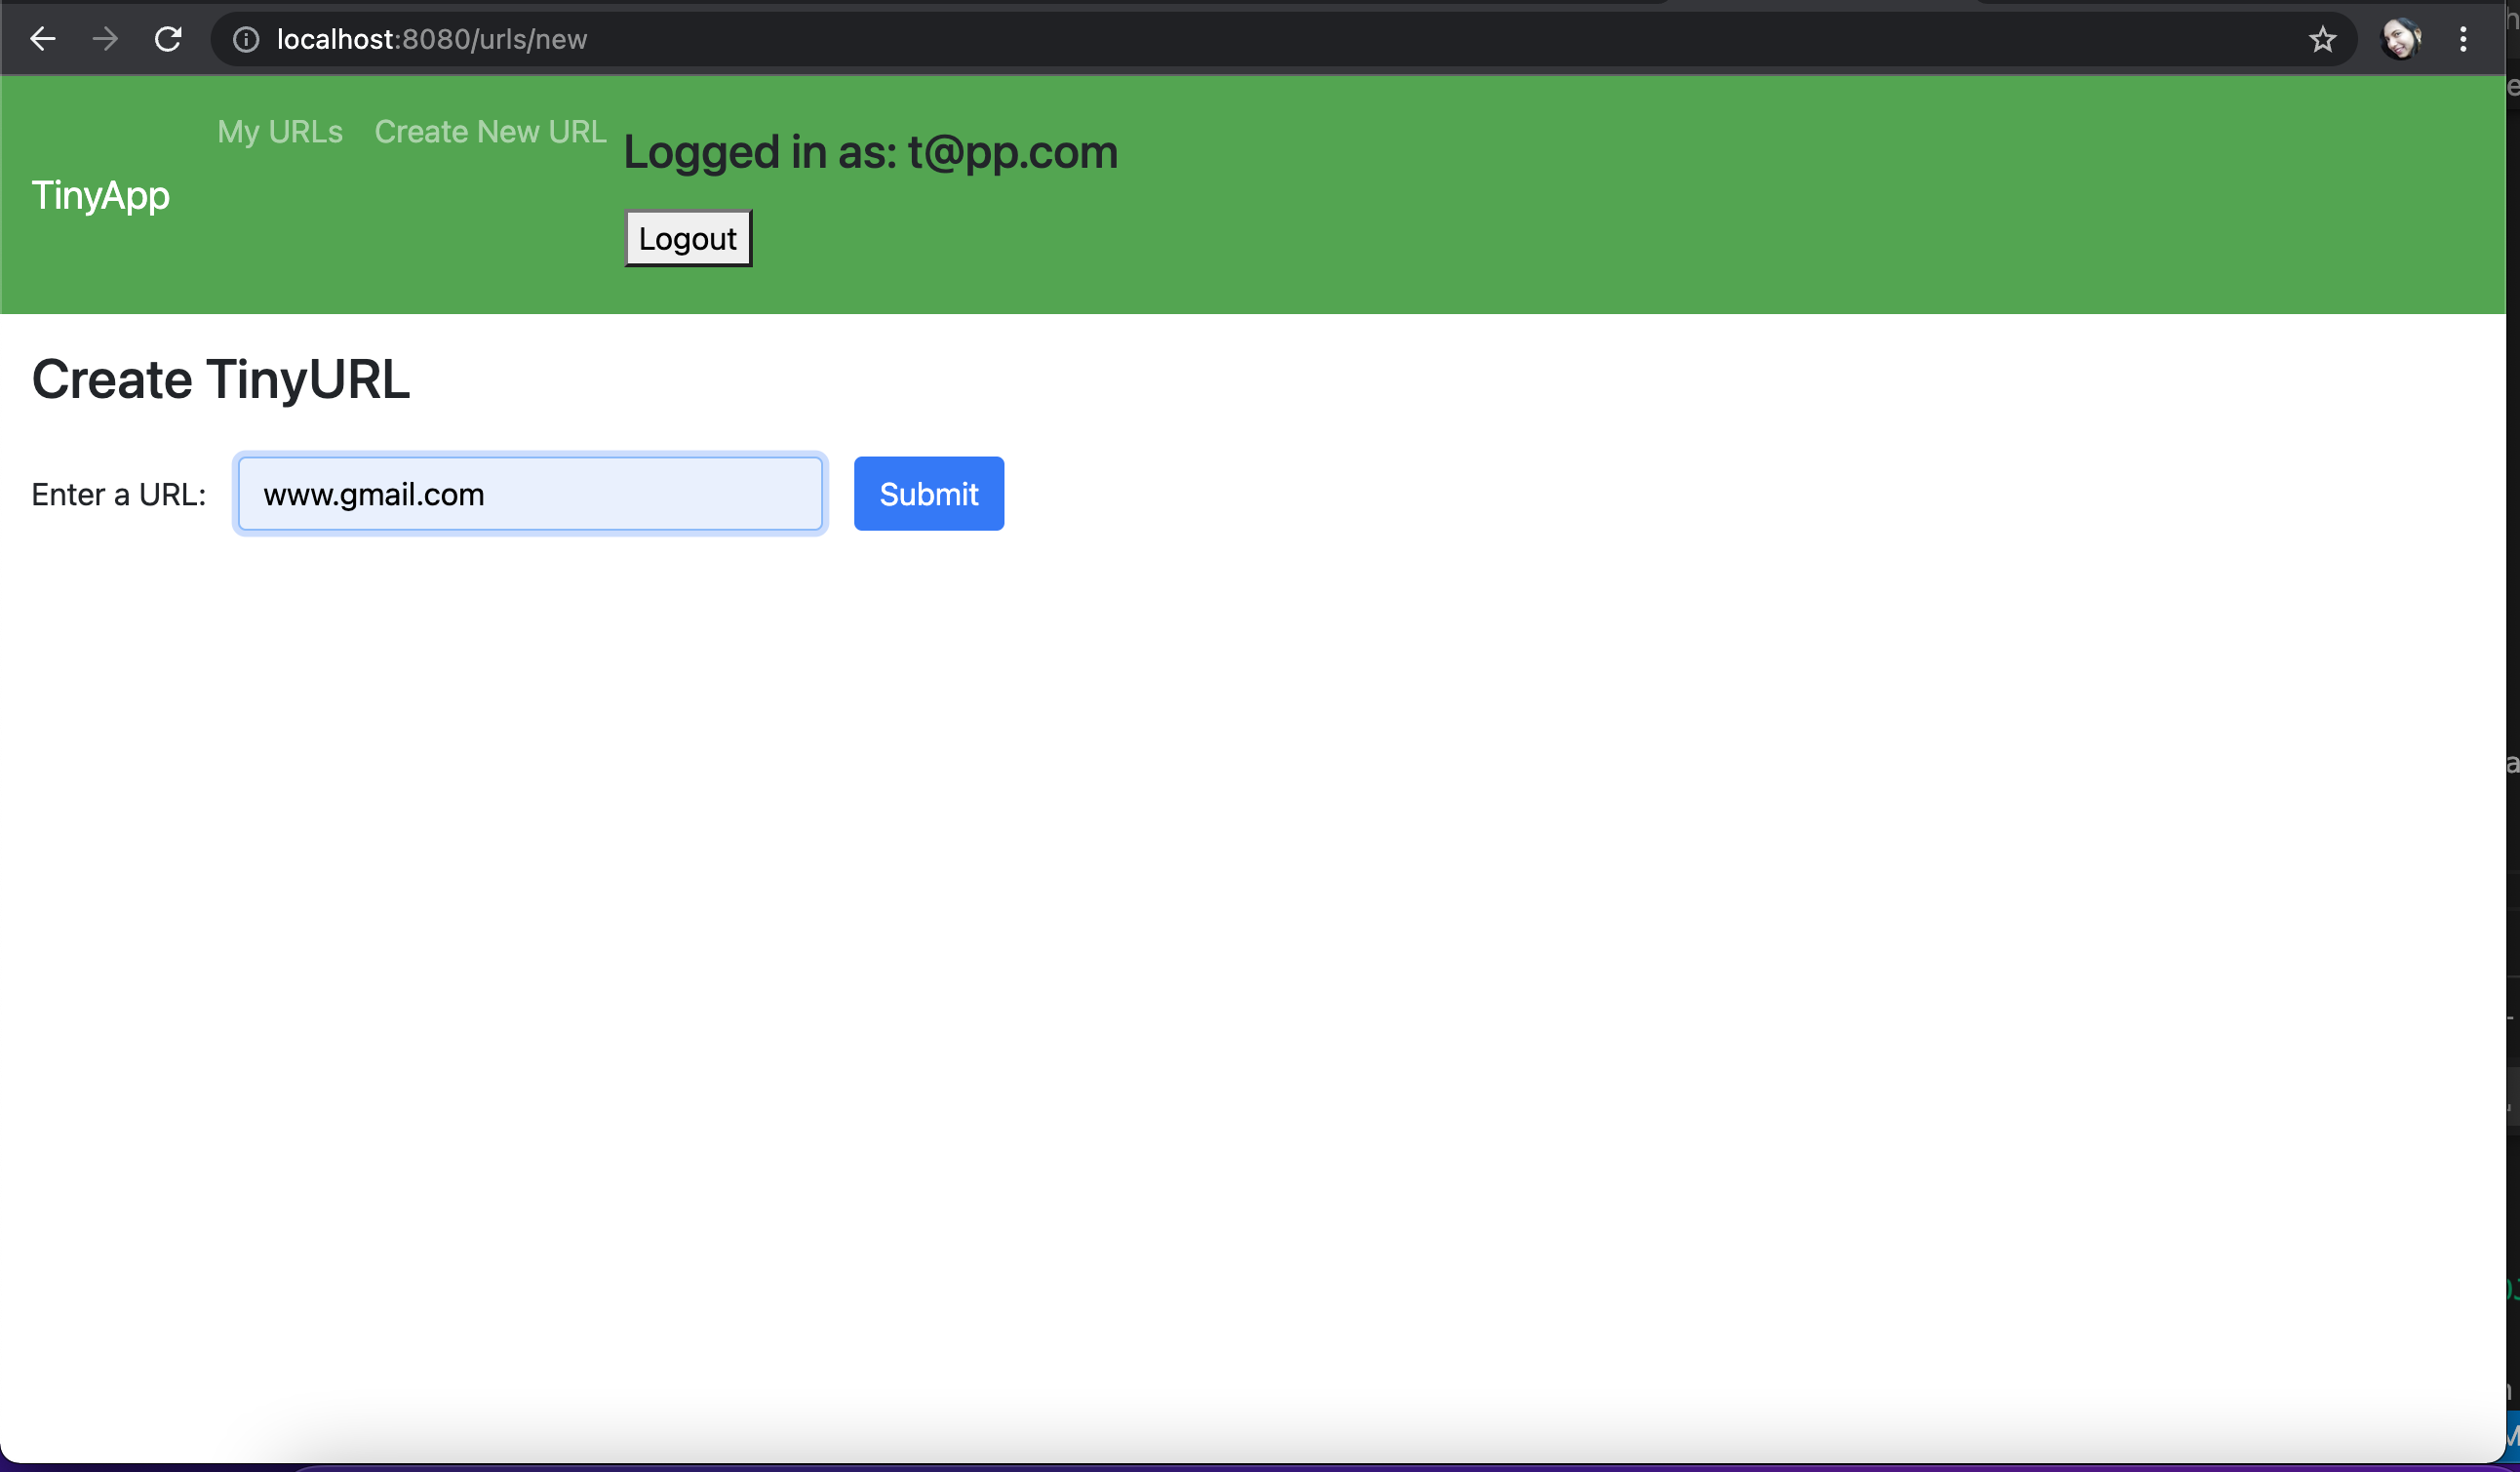 localhost:8080/urls/new
My URLs Create New URL
Logged in as: t@pp.com
TinyApp
Logout
Create TinyURL
Enter a URL: www.gmail.com Submit